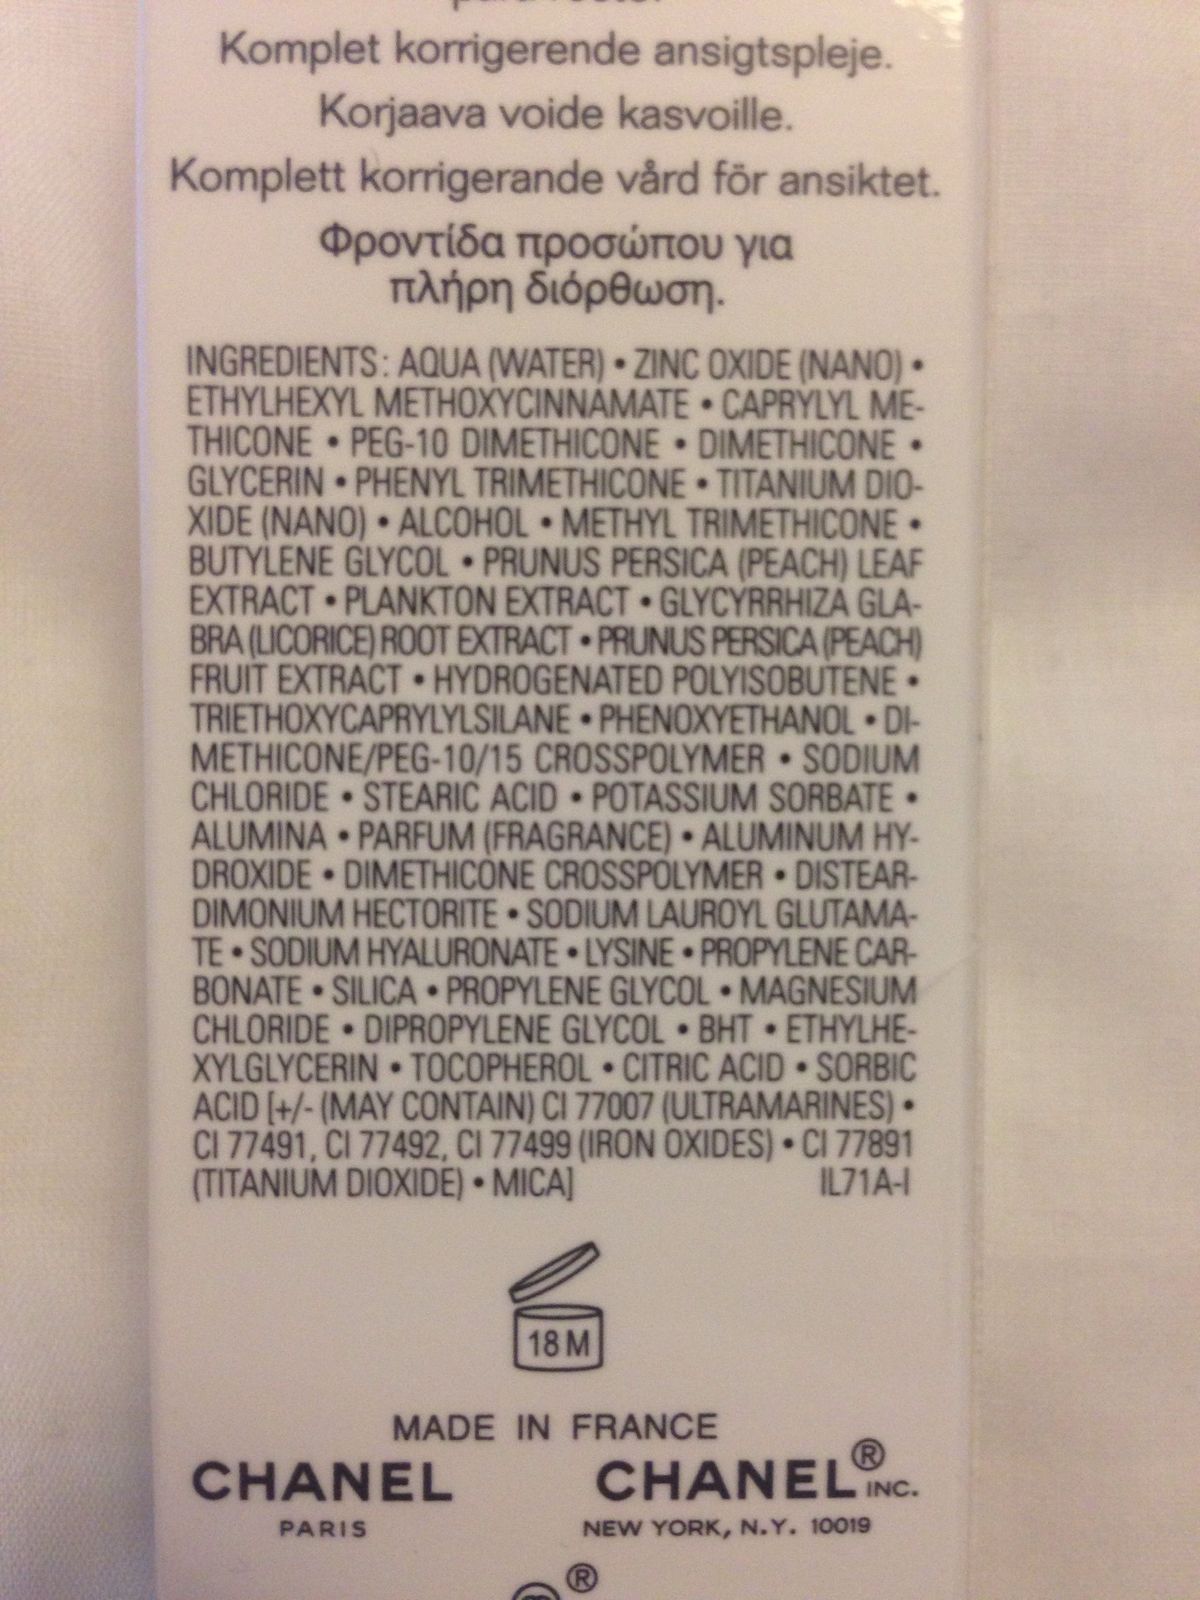 Komplet korrigerende ansigtspleje.
Korjaava voide kasvoille.
Komplett korrigerande vård för ansiktet.
Φροντίδα προσώπου για
πλήρη διόρθωση.
INGREDIENTS: AQUA (WATER) • ZINC OXIDE (NANO) •
ETHYLHEXYL METHOXYCINNAMATE • CAPRYLYL ME-
THICONE • PEG-10 DIMETHICONE • DIMETHICONE •
GLYCERIN • PHENYL TRIMETHICONE • TITANIUM DIO-
XIDE (NANO) • ALCOHOL • METHYL TRIMETHICONE •
BUTYLENE GLYCOL • PRUNUS PERSICA (PEACH) LEAF
EXTRACT • PLANKTON EXTRACT • GLYCYRRHIZA GLA-
BRA (LICORICE) ROOT EXTRACT • PRUNUS PERSICA (PEACH)
FRUIT EXTRACT • HYDROGENATED POLYISOBUTENE •
TRIETHOXYCAPRYLYLSILANE • PHENOXYETHANOL • DI-
METHICONE/PEG-10/15 CROSSPOLYMER • SODIUM
CHLORIDE • STEARIC ACID • POTASSIUM SORBATE •
ALUMINA • PARFUM (FRAGRANCE) • ALUMINUM HY-
DROXIDE • DIMETHICONE CROSSPOLYMER • DISTEAR-
DIMONIUM HECTORITE • SODIUM LAUROYL GLUTAMA-
TE • SODIUM HYALURONATE • LYSINE • PROPYLENE CAR-
BONATE • SILICA • PROPYLENE GLYCOL • MAGNESIUM
CHLORIDE • DIPROPYLENE GLYCOL • BHT • ETHYLHE-
XYLGLYCERIN • TOCOPHEROL • CITRIC ACID • SORBIC
ACID [+/- (MAY CONTAIN) CI 77007 (ULTRAMARINES) •
CI 77491, CI 77492, CI 77499 (IRON OXIDES) • CI 77891
(TITANIUM DIOXIDE) • MICA] IL71A-I
18 M
MADE IN FRANCE
CHANEL CHANEL® INC.
PARIS NEW YORK, N.Y. 10019
®